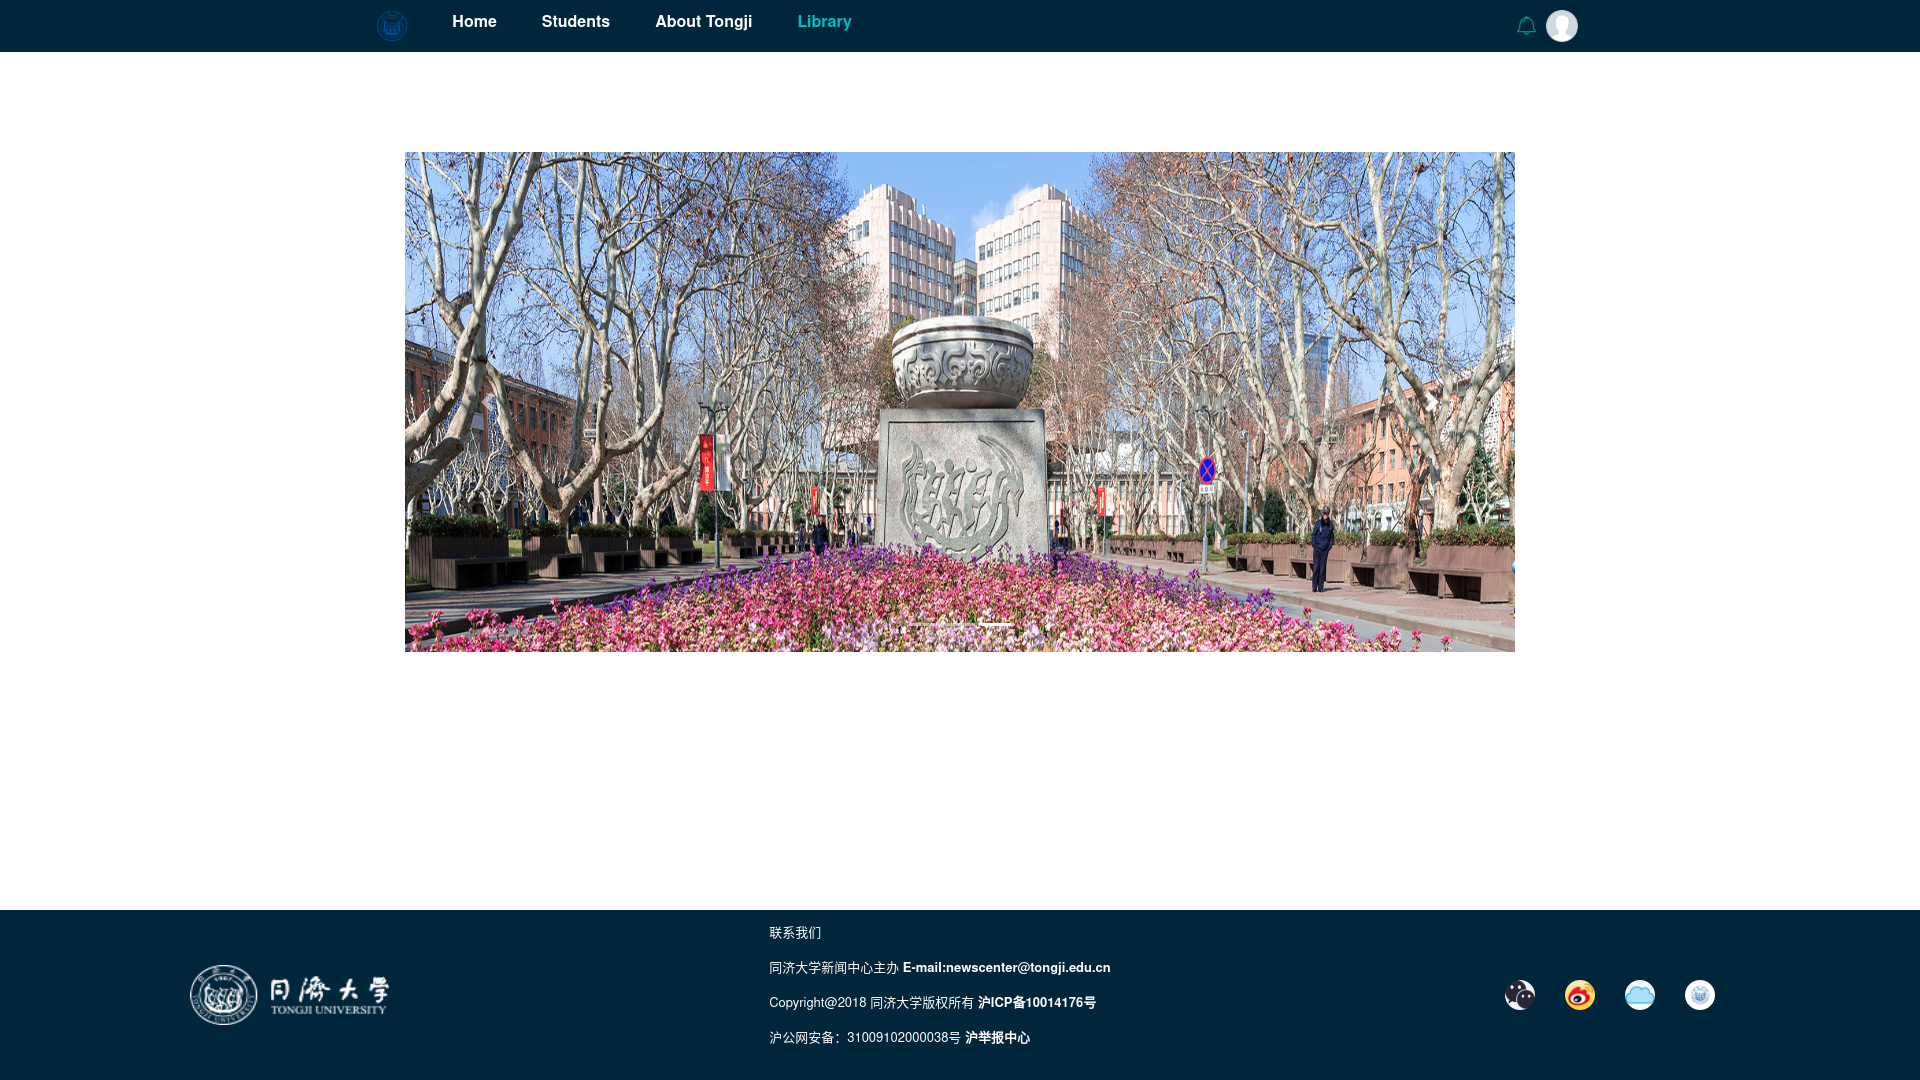 Home Students About Tongji Library
联系我们
同济大学新闻中心主办 E-mail:newscenter@tongji.edu.cn
Copyright@2018 同济大学版权所有 沪ICP备10014176号
沪公网安备：31009102000038号 沪举报中心
同濟大学
TONGJI UNIVERSITY